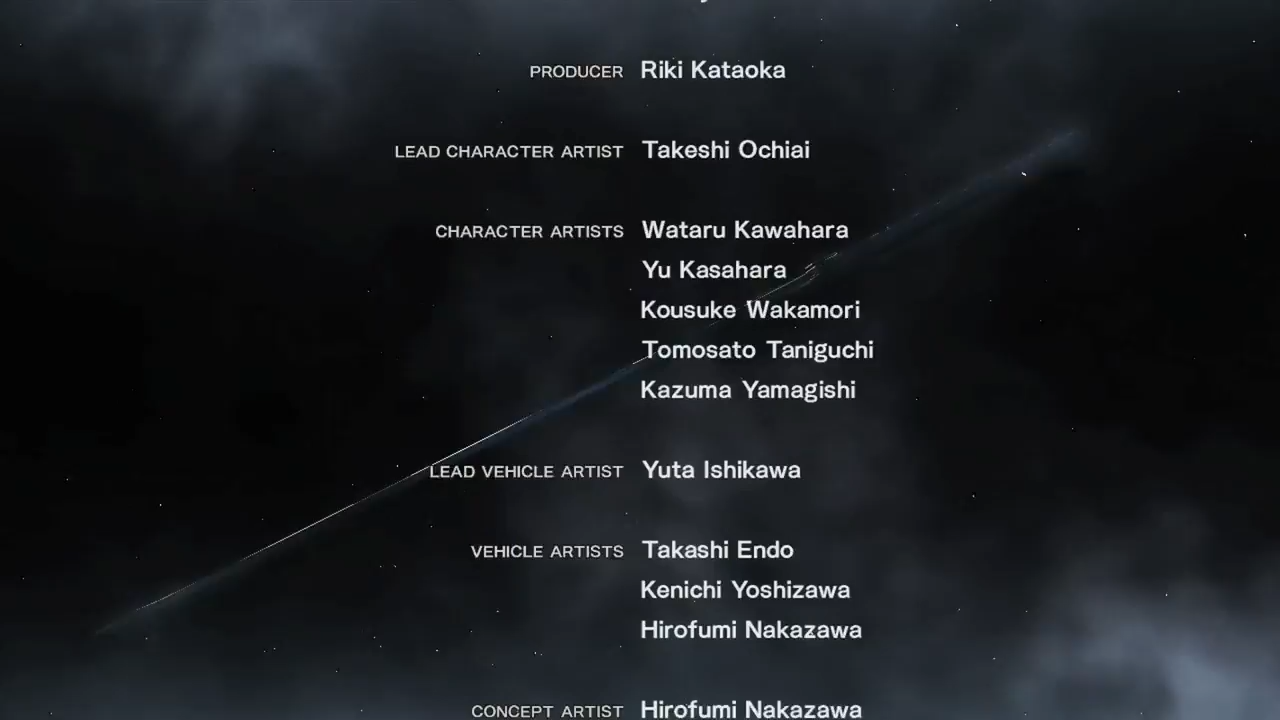 PRODUCER Riki Kataoka
LEAD CHARACTER ARTIST Takeshi Ochiai
CHARACTER ARTISTS Wataru Kawahara
Yu Kasahara
Kousuke Wakamori
Tomosato Taniguchi
Kazuma Yamagishi
LEAD VEHICLE ARTIST Yuta Ishikawa
VEHICLE ARTISTS Takashi Endo
Kenichi Yoshizawa
Hirofumi Nakazawa
CONCEPT ARTIST Hirofumi Nakazawa